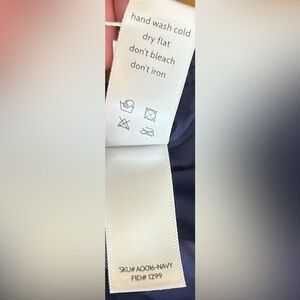 hand wash cold
dry flat
don't bleach
don't iron
SKU# AO016-NAVY
FID# 1299